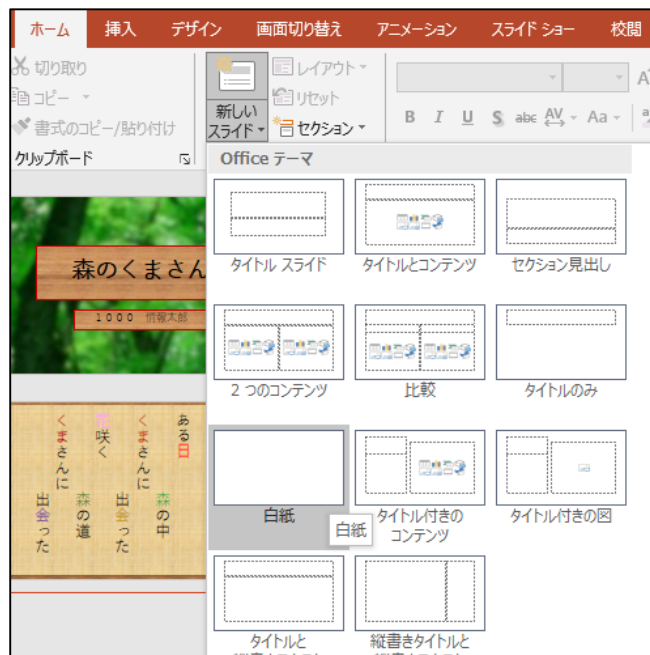 ホーム 挿入 デザイン 画面切り替え アニメーション スライド ショー 校閲
切り取り
コピー
書式のコピー/貼り付け
クリップボード
新しい
スライド
レイアウト
リセット
セクション
B I U S abc AV Aa
Office テーマ
タイトル スライド
タイトルとコンテンツ
セクション見出し
2 つのコンテンツ
比較
タイトルのみ
白紙
白紙
タイトル付きの
コンテンツ
タイトル付きの図
タイトルと
縦書きタイトルと
森のくまさん
1000 情報太郎
ある日
森の中
くまさんに
出会った
花咲く
森の道
くまさんに
出会った